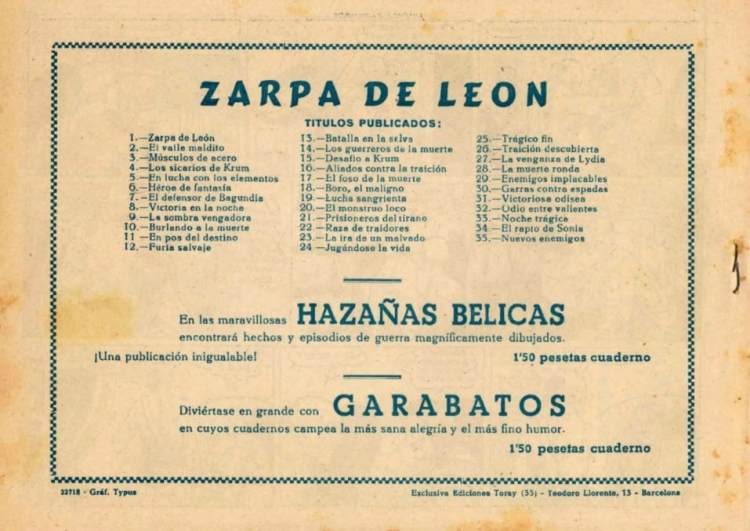 ZARPA DE LEON
TITULOS PUBLICADOS:
1.—Zarpa de León
2.—El valle maldito
3.—Músculos de acero
4.—Los sicarios de Krum
5.—En lucha con los elementos
6.—Héroe de fantasía
7.—El defensor de Bagundia
8.—Victoria en la noche
9.—La sombra vengadora
10.—Burlando a la muerte
11 —En pos del destino
12.—Furia salvaje
13.—Batalla en la selva
14.—Los guerreros de la muerte
15.—Desafio a Krum
16.—Aliados contra la traición
17 —El foso de la muerte
18.—Boro, el maligno
19.—Lucha sangrienta
20.—El monstruo loco
21.—Prisioneros del tirano
22 —Raza de traidores
23.—La ira de un malvado
24 —Jugándose la vida
25.—Trágico fin
26.—Traición descubierta
27.—La venganza de Lydia
28.—La muerte ronda
29 —Enemigos implacables
30.—Garras contra espadas
31.—Victoriosa odisea
32.—Odio entre valientes
33.—Noche trágica
34.—El rapto de Sonia
35.—Nuevos enemigos
En las maravillosas HAZAÑAS BELICAS
encontrará hechos y episodios de guerra magníficamente dibujados.
¡Una publicación inigualable! 1'50 pesetas cuaderno
Diviértase en grande con GARABATOS
en cuyos cuadernos campea la más sana alegría y el más fino humor.
1'50 pesetas cuaderno
22718 - Gráf. Typus Exclusiva Ediciones Toray (53) - Teodoro Llorente, 13 - Barcelona